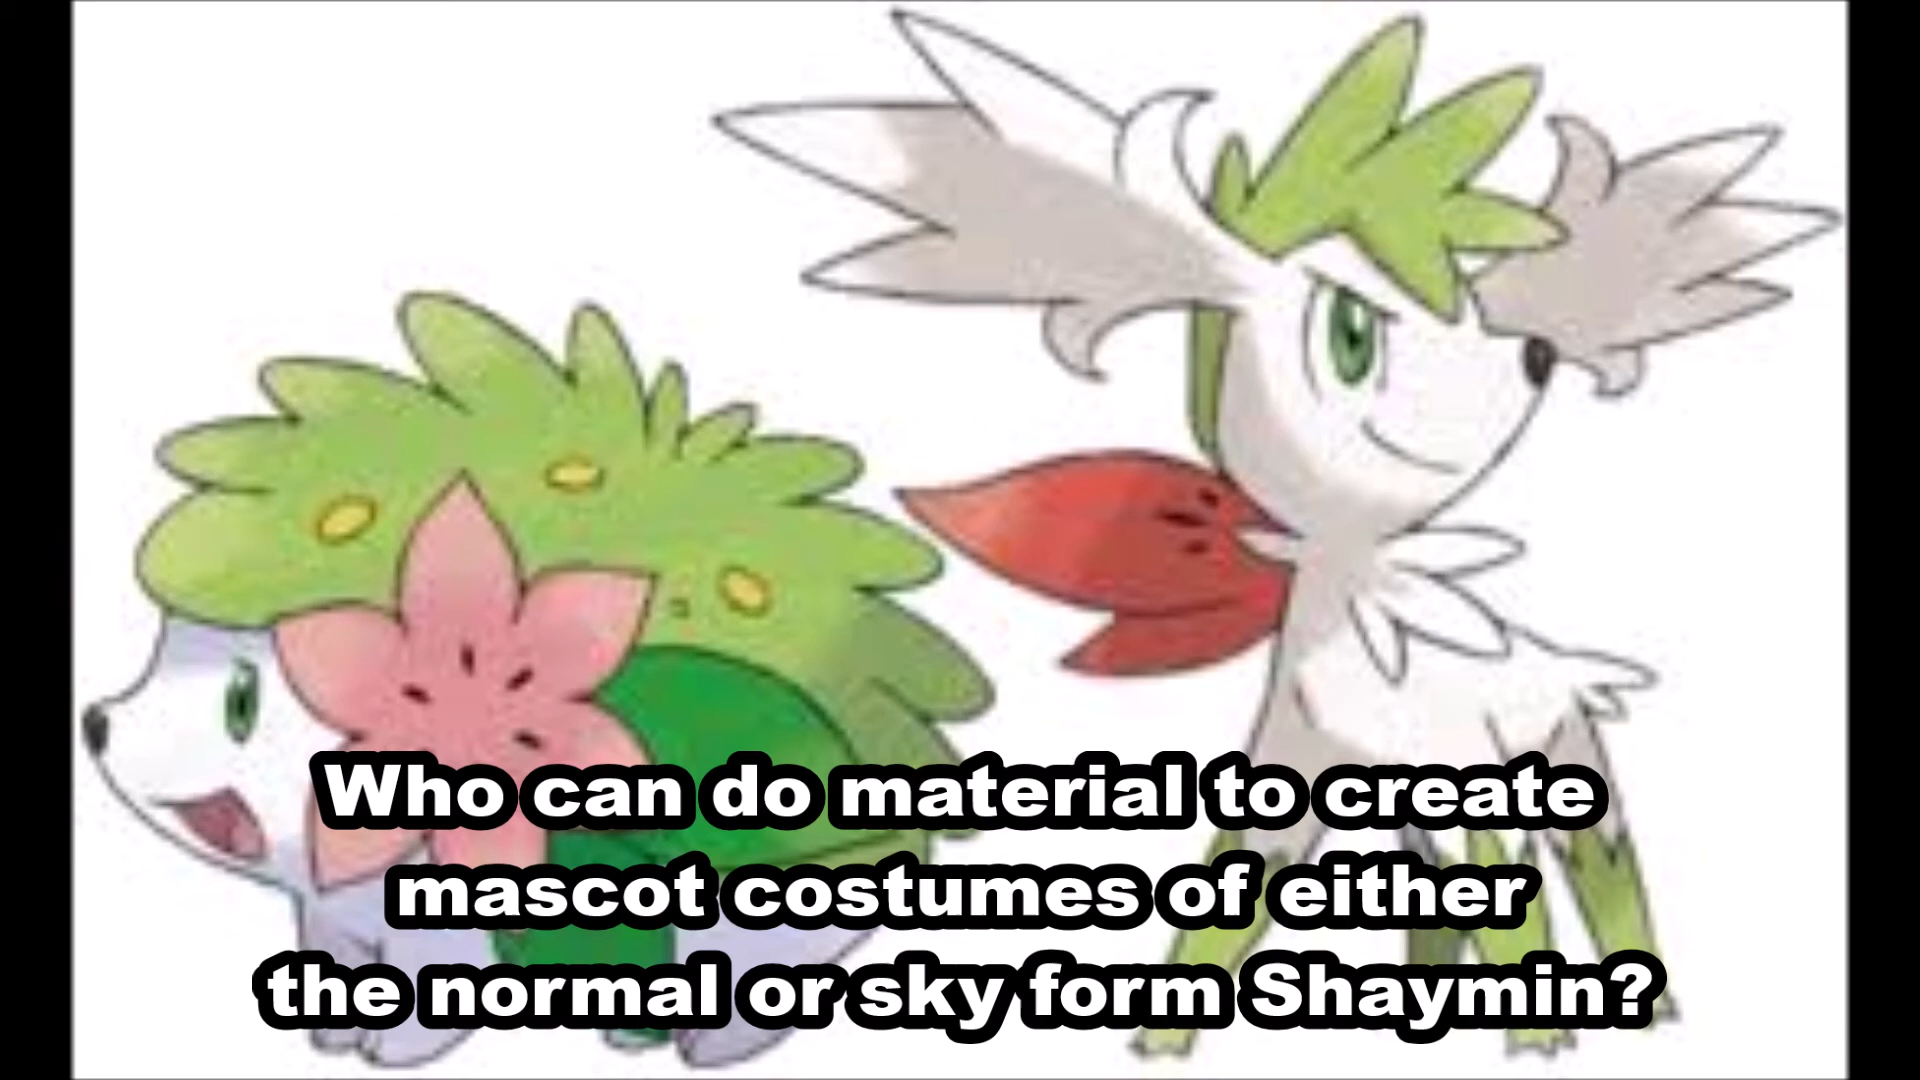 Who can do material to create
mascot costumes of either
the normal or sky form Shaymin?